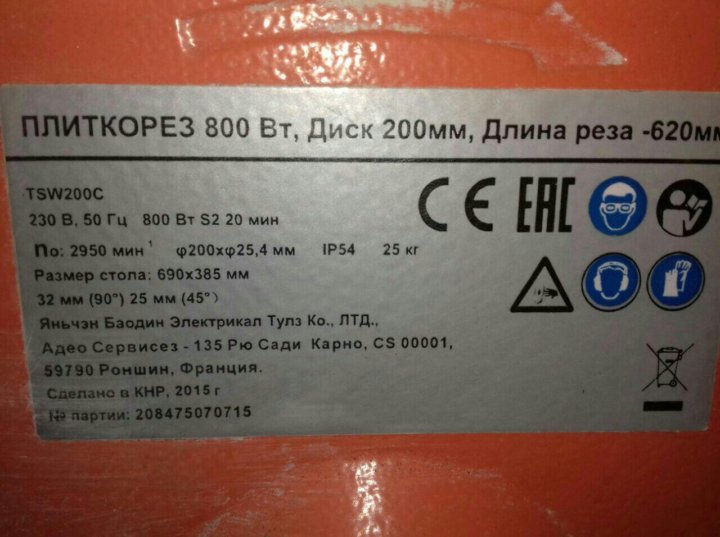 ПЛИТКОРЕЗ 800 Вт, Диск 200мм, Длина реза -620мм
TSW200C
230 В, 50 Гц 800 Вт S2 20 мин
По: 2950 мин¹ φ200xφ25,4 мм IP54 25 кг
Размер стола: 690x385 мм
32 мм (90°) 25 мм (45°)
Яньчэн Баодин Электрикал Тулз Ко., ЛТД.,
Адео Сервисез - 135 Рю Сади Карно, CS 00001,
59790 Роншин, Франция.
Сделано в КНР, 2015 г
№ партии: 208475070715
CE EAC